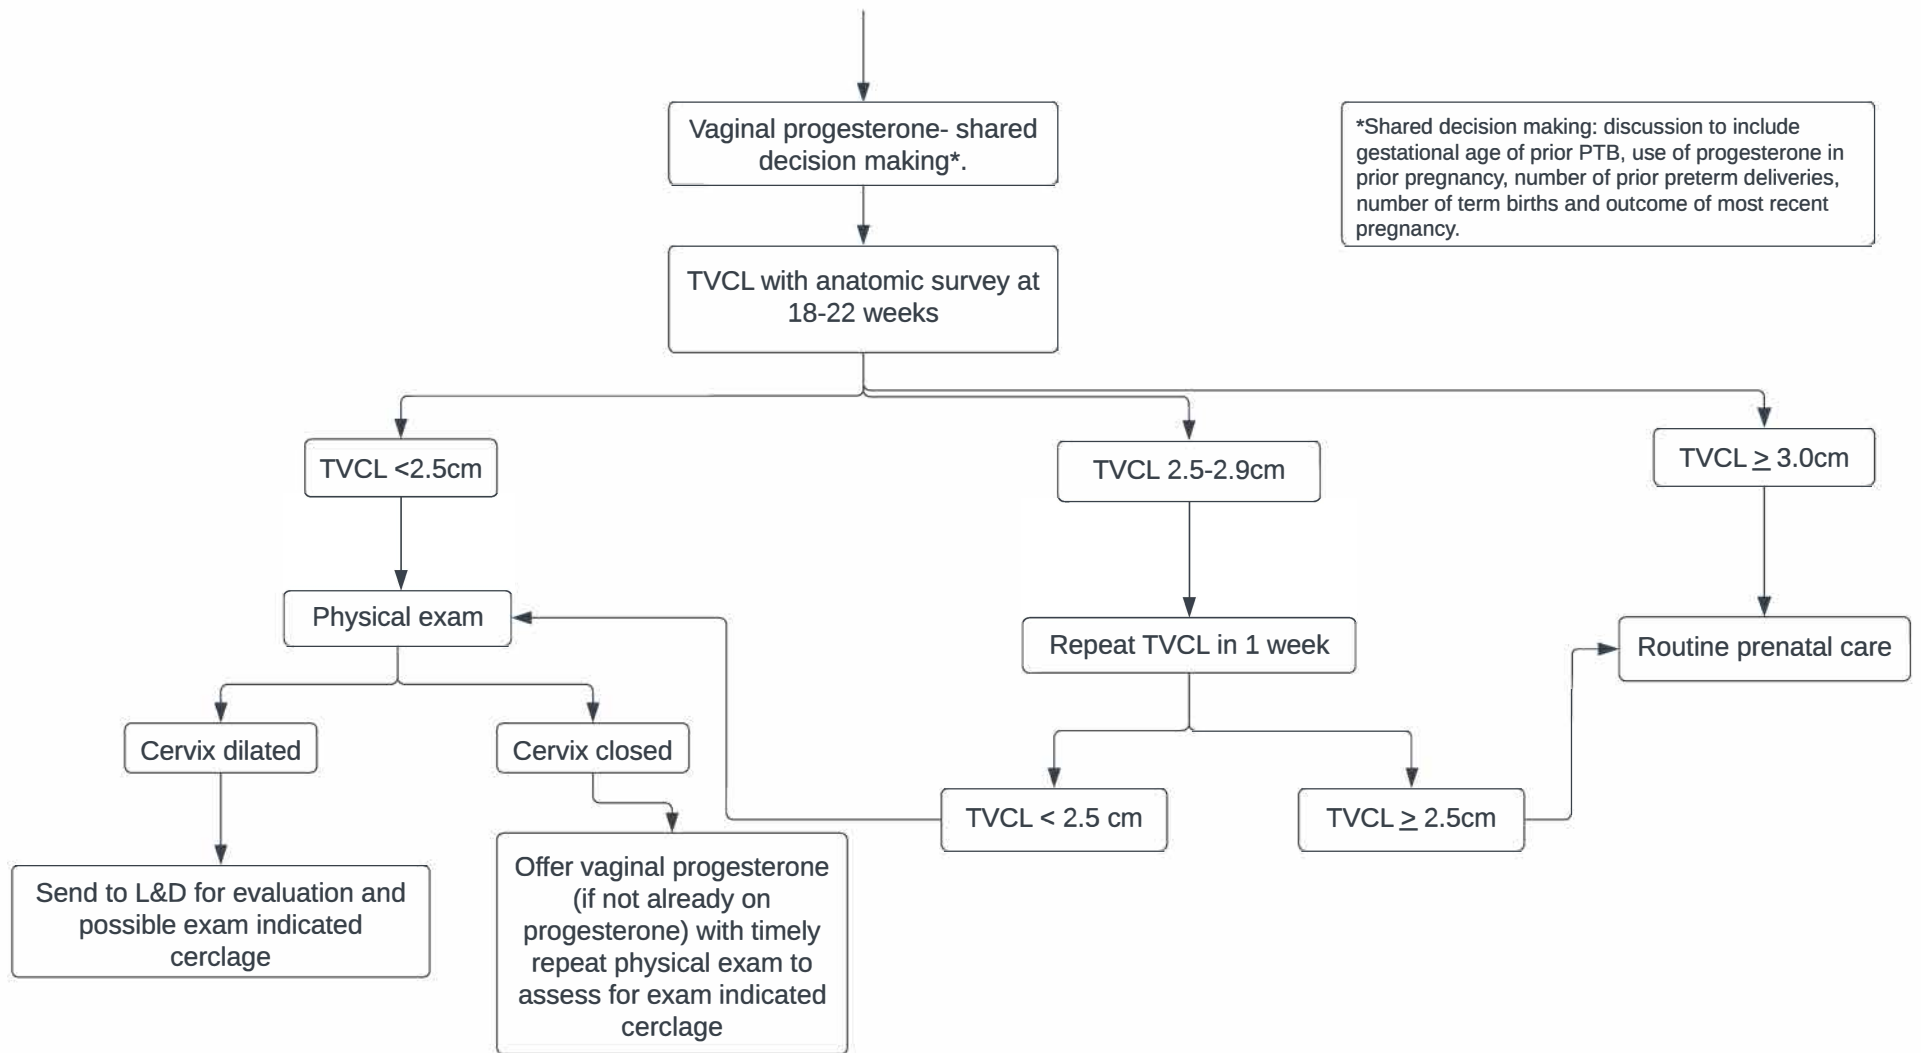 Vaginal progesterone- shared
decision making*.
*Shared decision making: discussion to include
gestational age of prior PTB, use of progesterone in
prior pregnancy, number of prior preterm deliveries,
number of term births and outcome of most recent
pregnancy.
TVCL with anatomic survey at
18-22 weeks
TVCL <2.5cm
TVCL 2.5-2.9cm
TVCL ≥ 3.0cm
Physical exam
Repeat TVCL in 1 week
Routine prenatal care
Cervix dilated
Cervix closed
TVCL < 2.5 cm
TVCL ≥ 2.5cm
Send to L&D for evaluation and
possible exam indicated
cerclage
Offer vaginal progesterone
(if not already on
progesterone) with timely
repeat physical exam to
assess for exam indicated
cerclage